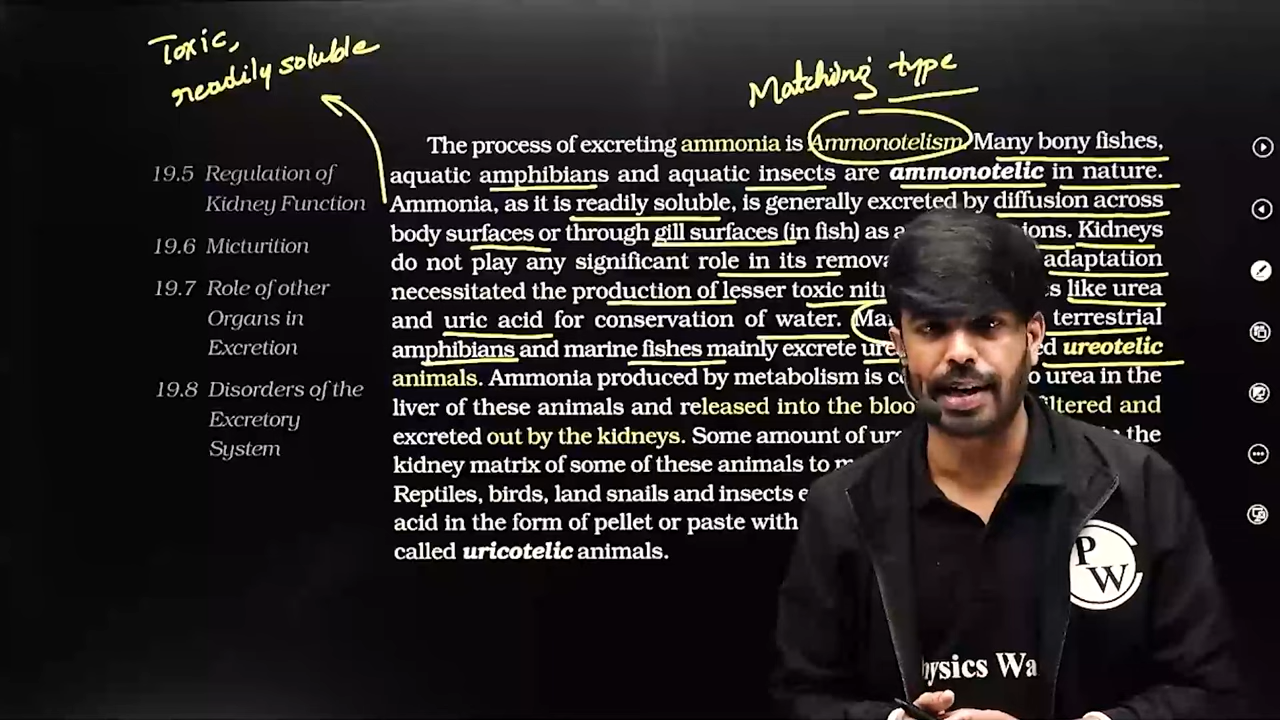 Toxic,
readily soluble
Matching type
The process of excreting ammonia is Ammonotelism. Many bony fishes,
aquatic amphibians and aquatic insects are ammonotelic in nature.
Ammonia, as it is readily soluble, is generally excreted by diffusion across
body surfaces or through gill surfaces (in fish) as a ions. Kidneys
do not play any significant role in its remova adaptation
necessitated the production of lesser toxic nit s like urea
and uric acid for conservation of water. Ma terrestrial
amphibians and marine fishes mainly excrete ure ed ureotelic
animals. Ammonia produced by metabolism is co o urea in the
liver of these animals and released into the bloo filtered and
excreted out by the kidneys. Some amount of ure the
kidney matrix of some of these animals to m
Reptiles, birds, land snails and insects e
acid in the form of pellet or paste with
called uricotelic animals.
19.5 Regulation of
Kidney Function
19.6 Micturition
19.7 Role of other
Organs in
Excretion
19.8 Disorders of the
Excretory
System
P
W
hysics Wa